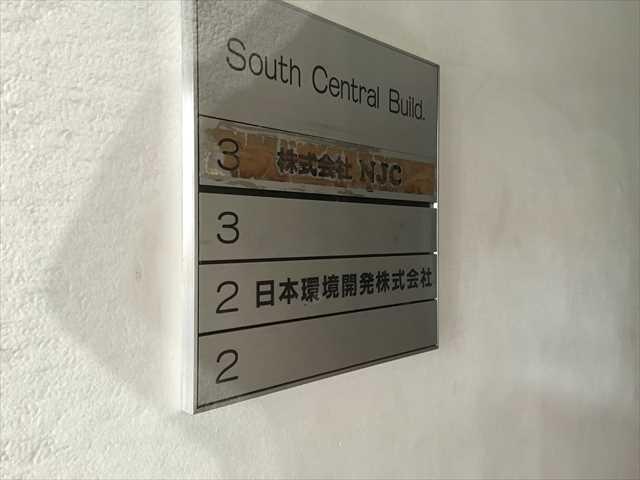 South Central Build.
3 株式会社 NJC
3
2 日本環境開発株式会社
2